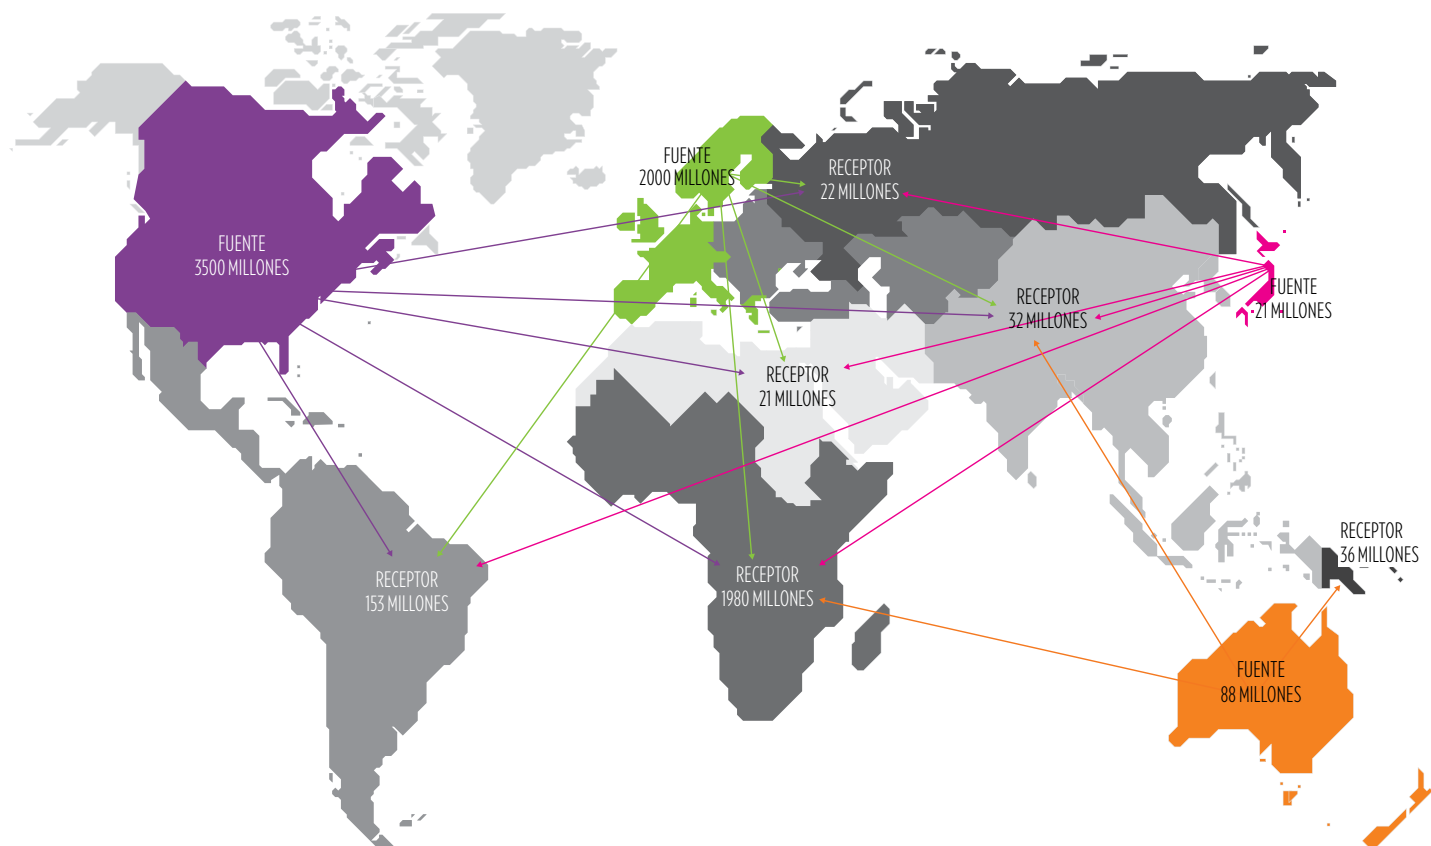 FUENTE
2000 MILLONES
RECEPTOR
22 MILLONES
FUENTE
3500 MILLONES
RECEPTOR
32 MILLONES
FUENTE
21 MILLONES
RECEPTOR
21 MILLONES
RECEPTOR
36 MILLONES
RECEPTOR
153 MILLONES
RECEPTOR
1980 MILLONES
FUENTE
88 MILLONES